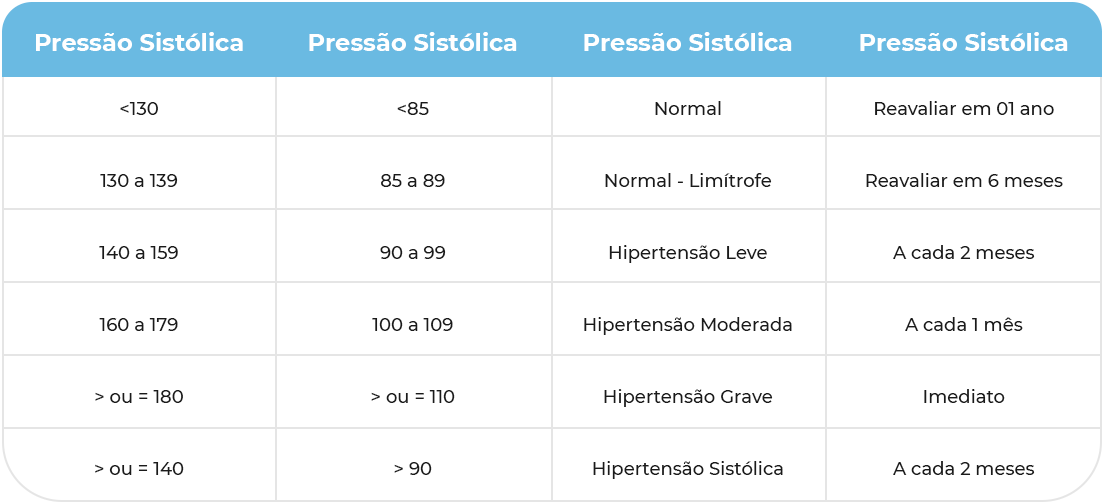 Pressão Sistólica Pressão Sistólica Pressão Sistólica Pressão Sistólica
<130 <85 Normal Reavaliar em 01 ano
130 a 139 85 a 89 Normal - Limítrofe Reavaliar em 6 meses
140 a 159 90 a 99 Hipertensão Leve A cada 2 meses
160 a 179 100 a 109 Hipertensão Moderada A cada 1 mês
> ou = 180 > ou = 110 Hipertensão Grave Imediato
> ou = 140 > 90 Hipertensão Sistólica A cada 2 meses